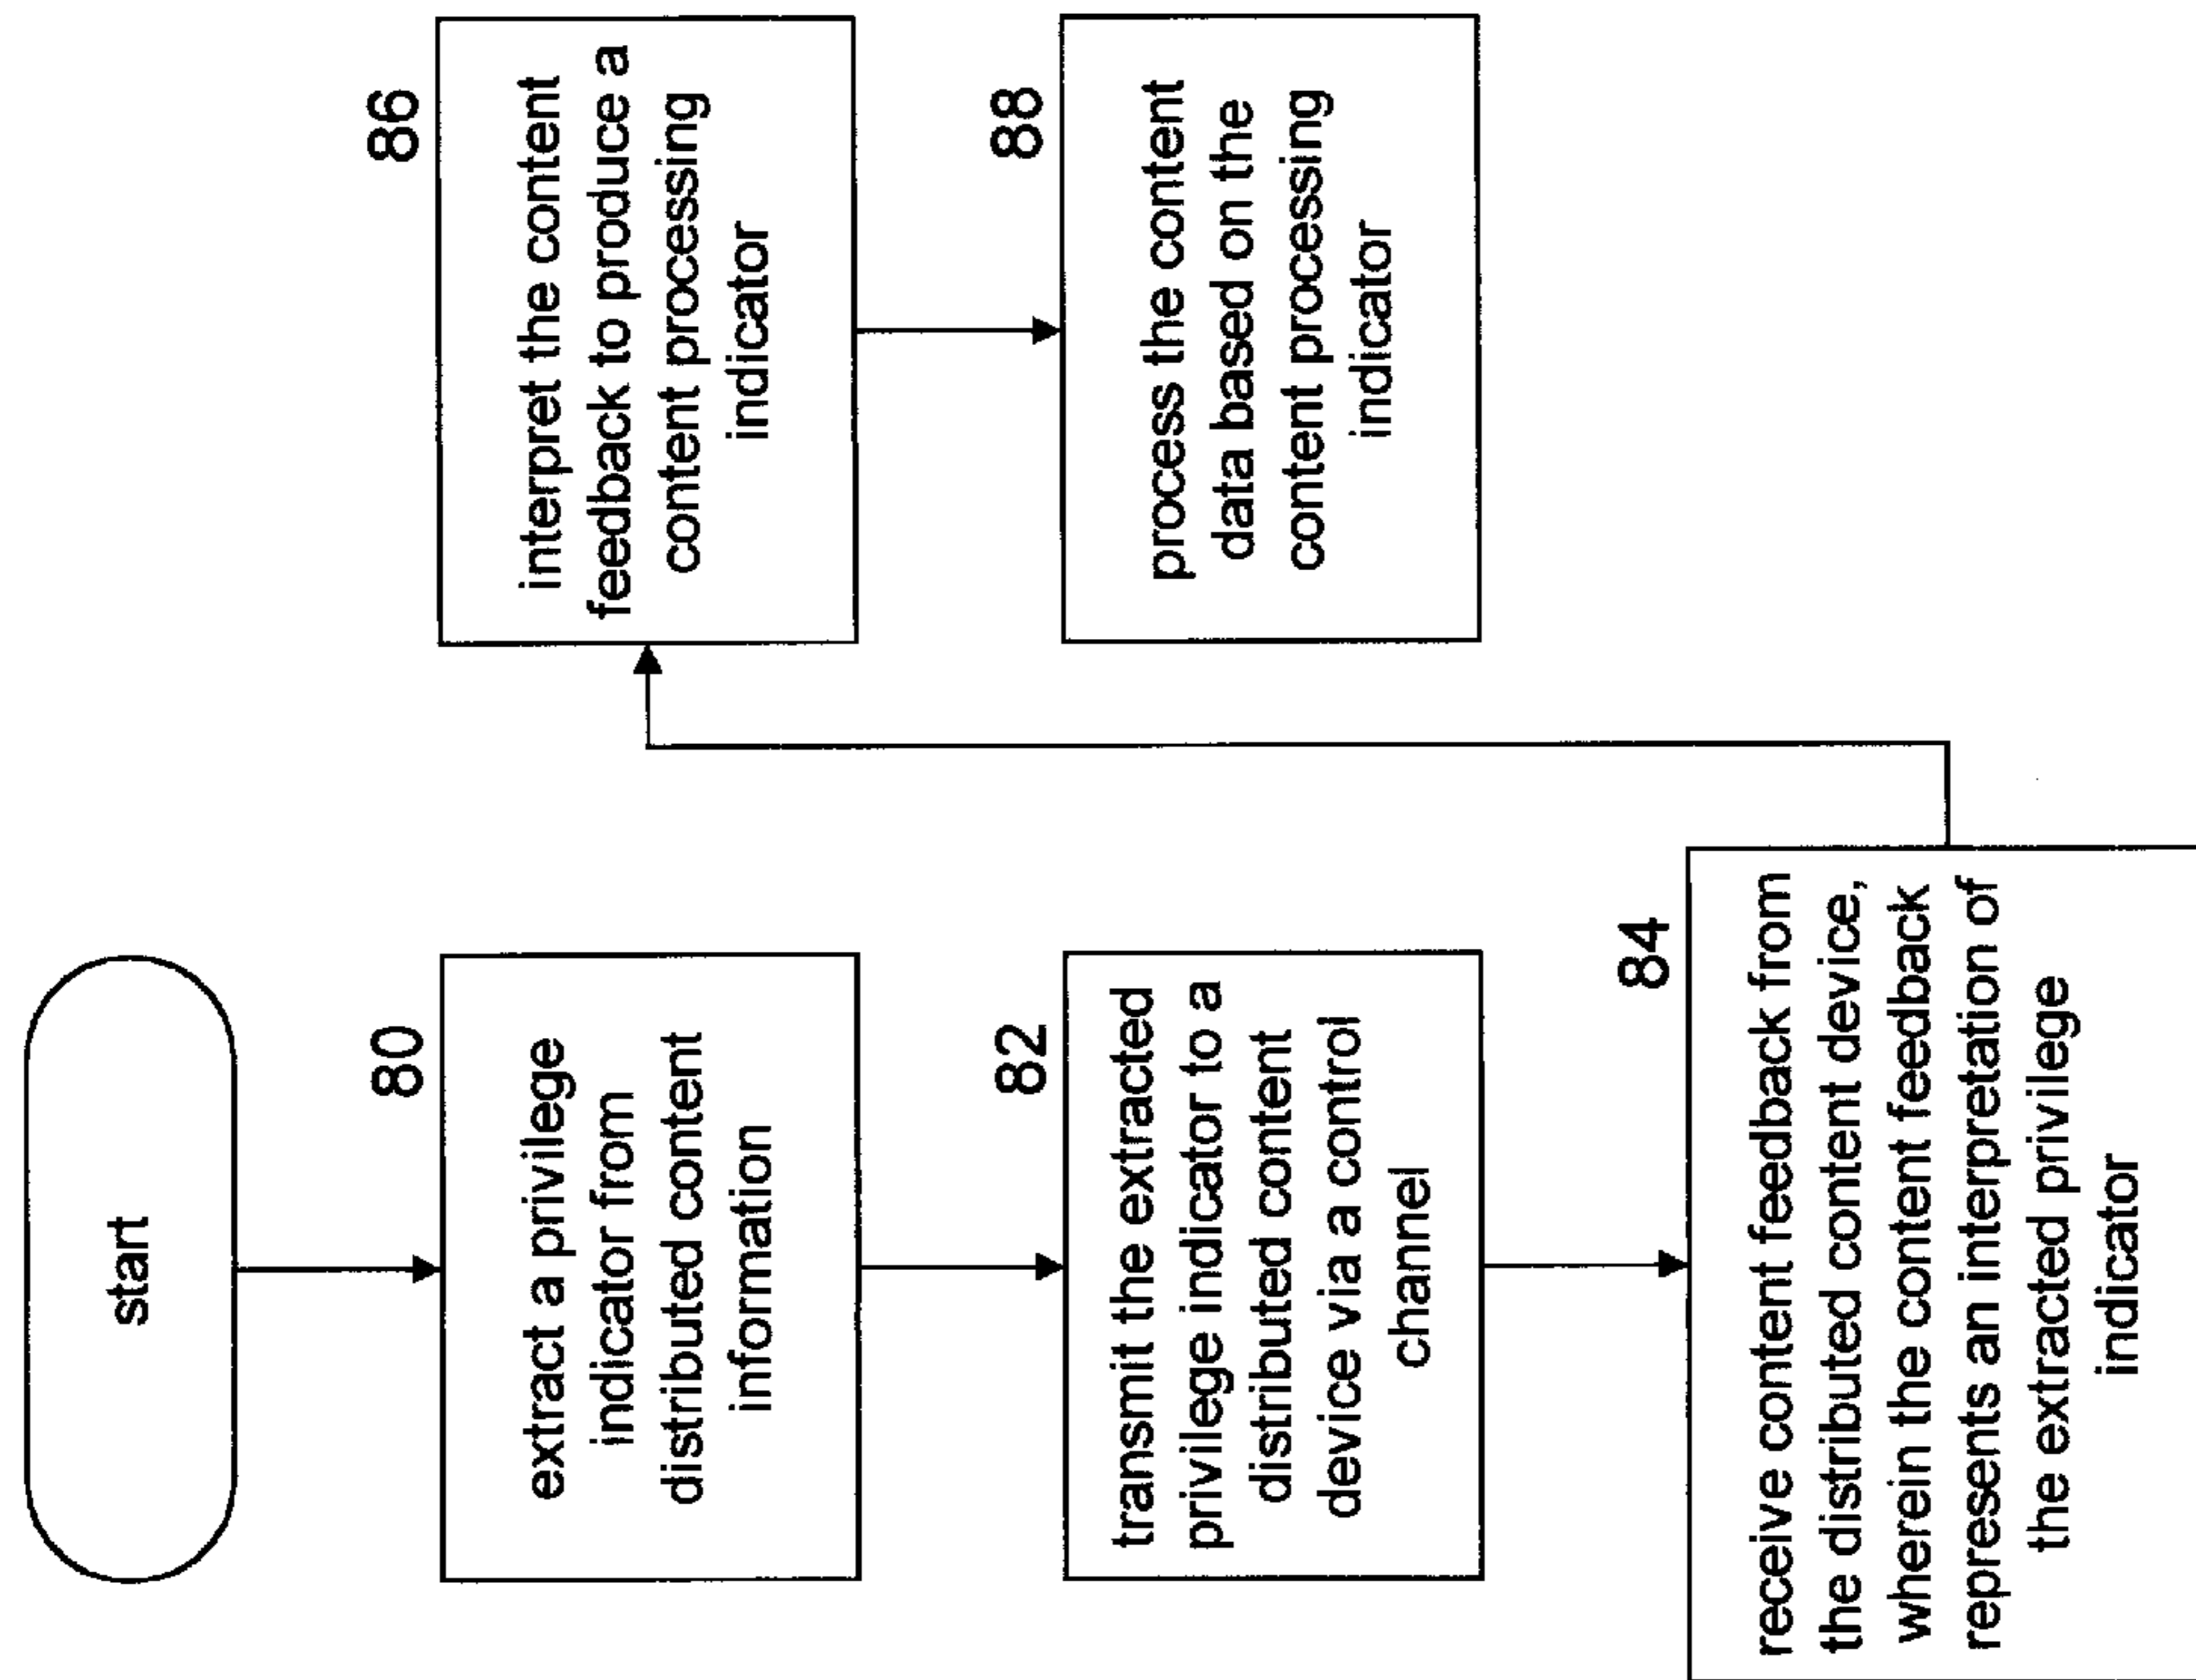 start
80
extract a privilege
indicator from
distributed content
information
82
transmit the extracted
privilege indicator to a
distributed content
device via a control
channel
84
receive content feedback from
the distributed content device,
wherein the content feedback
represents an interpretation of
the extracted privilege
indicator
86
interpret the content
feedback to produce a
content processing
indicator
88
process the content
data based on the
content processing
indicator